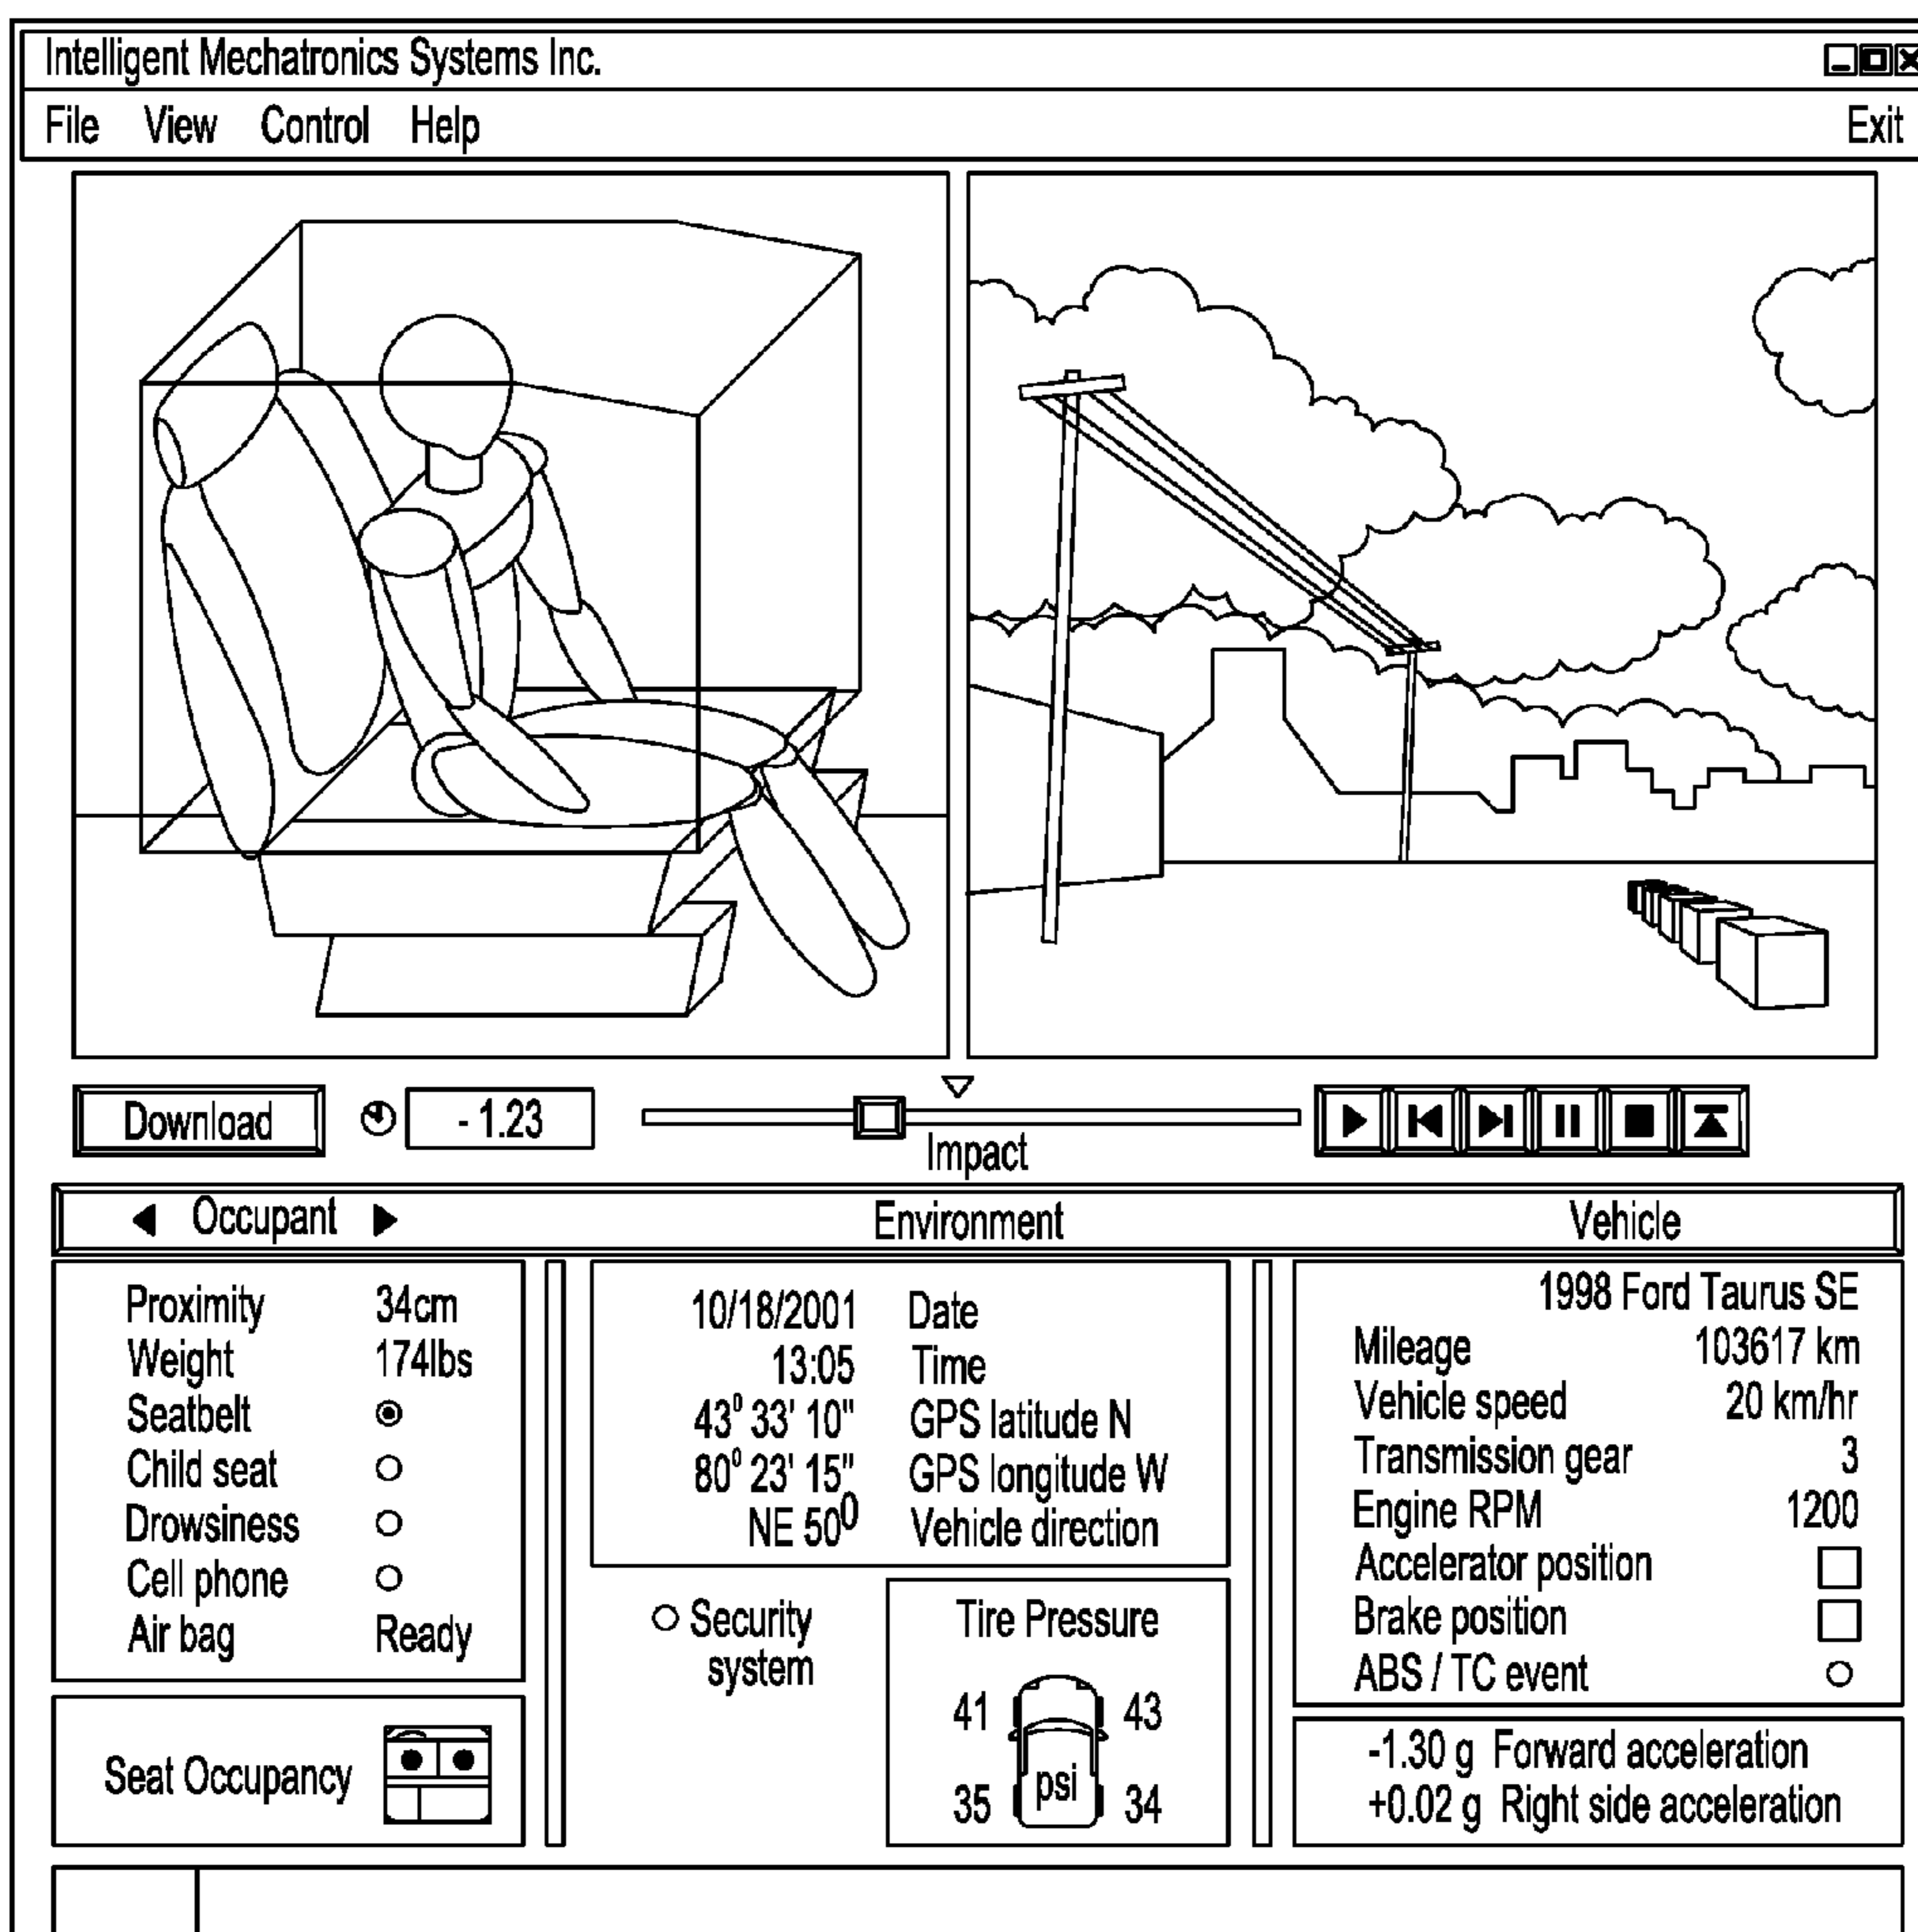 Intelligent Mechatronics Systems Inc.
File View Control Help Exit
Download - 1.23 Impact
Occupant Environment Vehicle
Proximity 34cm
Weight 174lbs
Seatbelt
Child seat
Drowsiness
Cell phone
Air bag Ready
Seat Occupancy
10/18/2001 Date
13:05 Time
43⁰ 33' 10" GPS latitude N
80⁰ 23' 15" GPS longitude W
NE 50⁰ Vehicle direction
Security
system
Tire Pressure
41 43
psi
35 34
1998 Ford Taurus SE
Mileage 103617 km
Vehicle speed 20 km/hr
Transmission gear 3
Engine RPM 1200
Accelerator position
Brake position
ABS / TC event
-1.30 g Forward acceleration
+0.02 g Right side acceleration